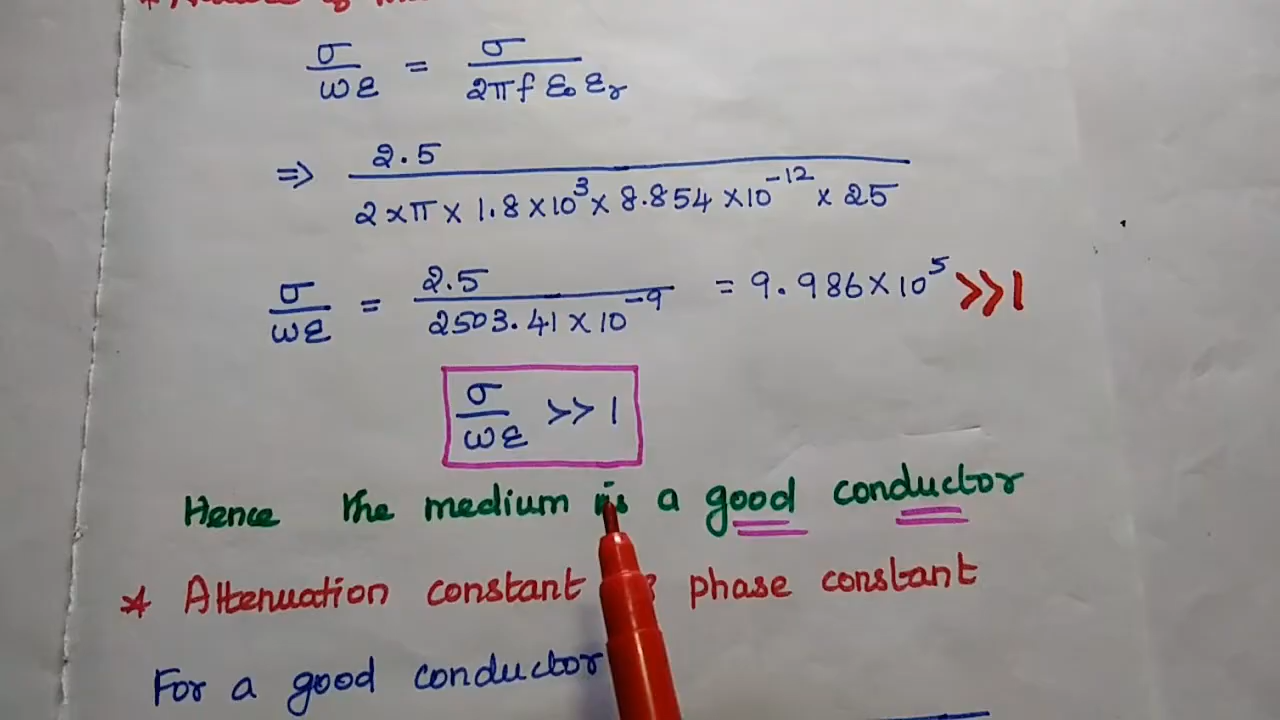 σ/ωε = σ/2πf ε₀ εᵣ
⇒ 2.5/2×π×1.8×10³×8.854×10⁻¹²×25
σ/ωε = 2.5/2503.41×10⁻⁹ = 9.986×10⁵ >>1
σ/ωε >> 1
Hence the medium is a good conductor
* Attenuation constant phase constant
For a good conductor